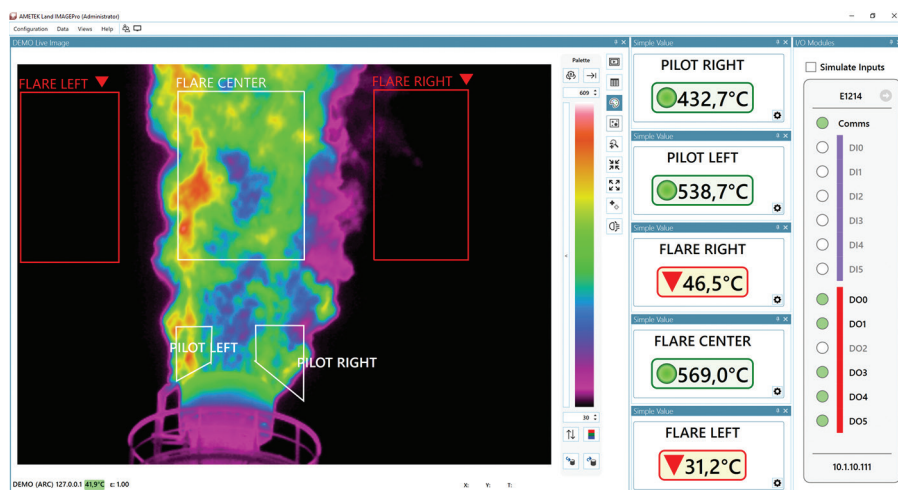 AMETEK Land IMAGEPro (Administrator)
Configuration Data Views Help
DEMO Live Image
FLARE LEFT
FLARE CENTER
FLARE RIGHT
PILOT LEFT
PILOT RIGHT
Palette
609
30
DEMO (ARC) 127.0.0.1 41,9°C ε: 1.00
X: Y: T:
Simple Value
PILOT RIGHT
432,7°C
Simple Value
PILOT LEFT
538,7°C
Simple Value
FLARE RIGHT
46,5°C
Simple Value
FLARE CENTER
569,0°C
Simple Value
FLARE LEFT
31,2°C
I/O Modules
Simulate Inputs
E1214
Comms
DI0
DI1
DI2
DI3
DI4
DI5
DO0
DO1
DO2
DO3
DO4
DO5
10.1.10.111